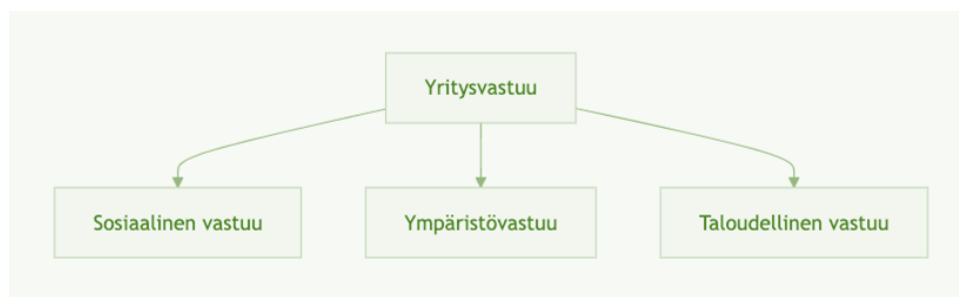 Yritysvastuu
Sosiaalinen vastuu
Ympäristövastuu
Taloudellinen vastuu